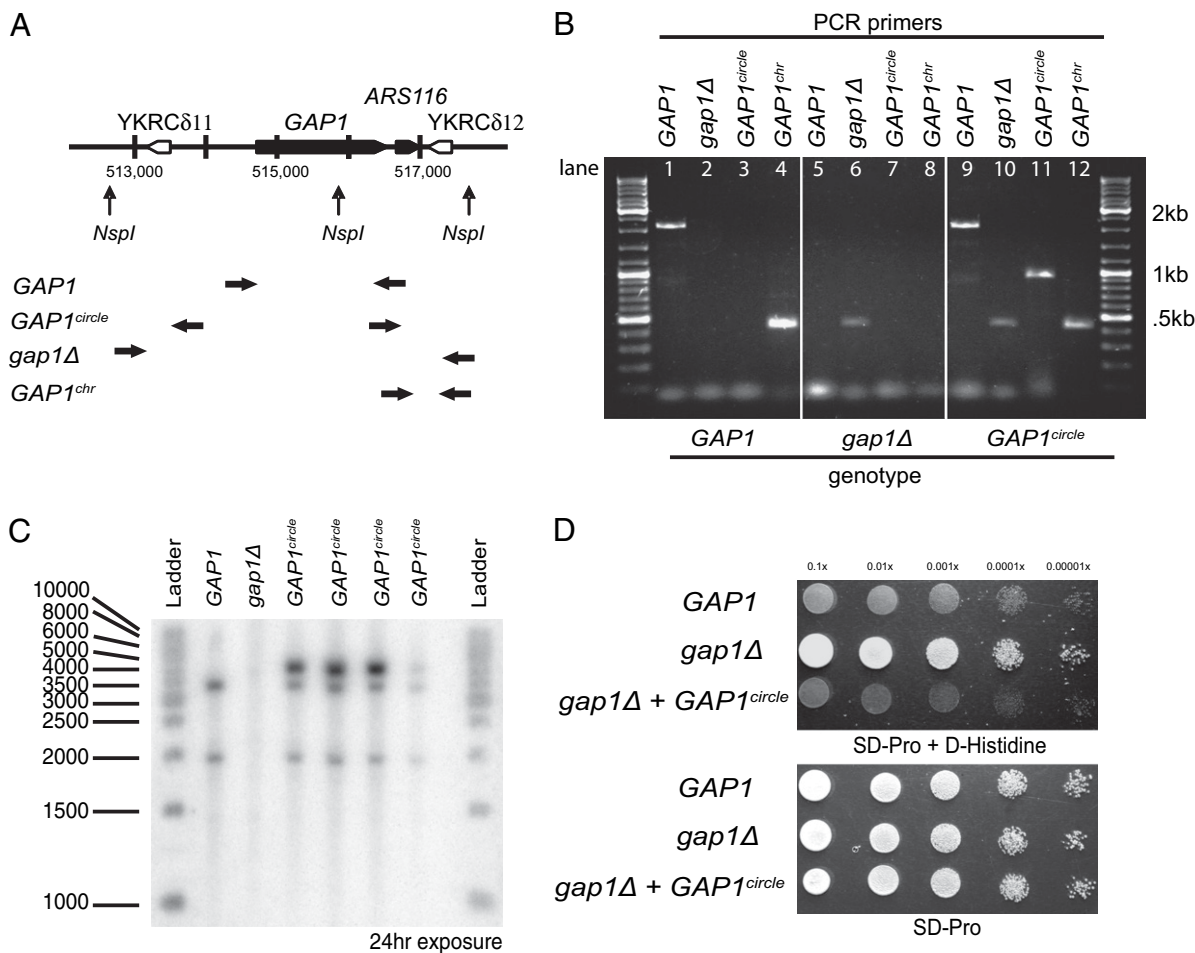 A
ARS116
YKRCδ11 GAP1 YKRCδ12
513,000 515,000 517,000
NspI NspI NspI
GAP1
GAP1circle
gap1Δ
GAP1chr
B
PCR primers
GAP1 gap1Δ GAP1circle GAP1chr GAP1 gap1Δ GAP1circle GAP1chr GAP1 gap1Δ GAP1circle GAP1chr
lane 1 2 3 4 5 6 7 8 9 10 11 12
2kb
1kb
.5kb
GAP1 gap1Δ GAP1circle
genotype
C
Ladder GAP1 gap1Δ GAP1circle GAP1circle GAP1circle GAP1circle Ladder
10000
8000
6000
5000
4000
3500
3000
2500
2000
1500
1000
24hr exposure
D
0.1x 0.01x 0.001x 0.0001x 0.00001x
GAP1
gap1Δ
gap1Δ + GAP1circle
SD-Pro + D-Histidine
GAP1
gap1Δ
gap1Δ + GAP1circle
SD-Pro